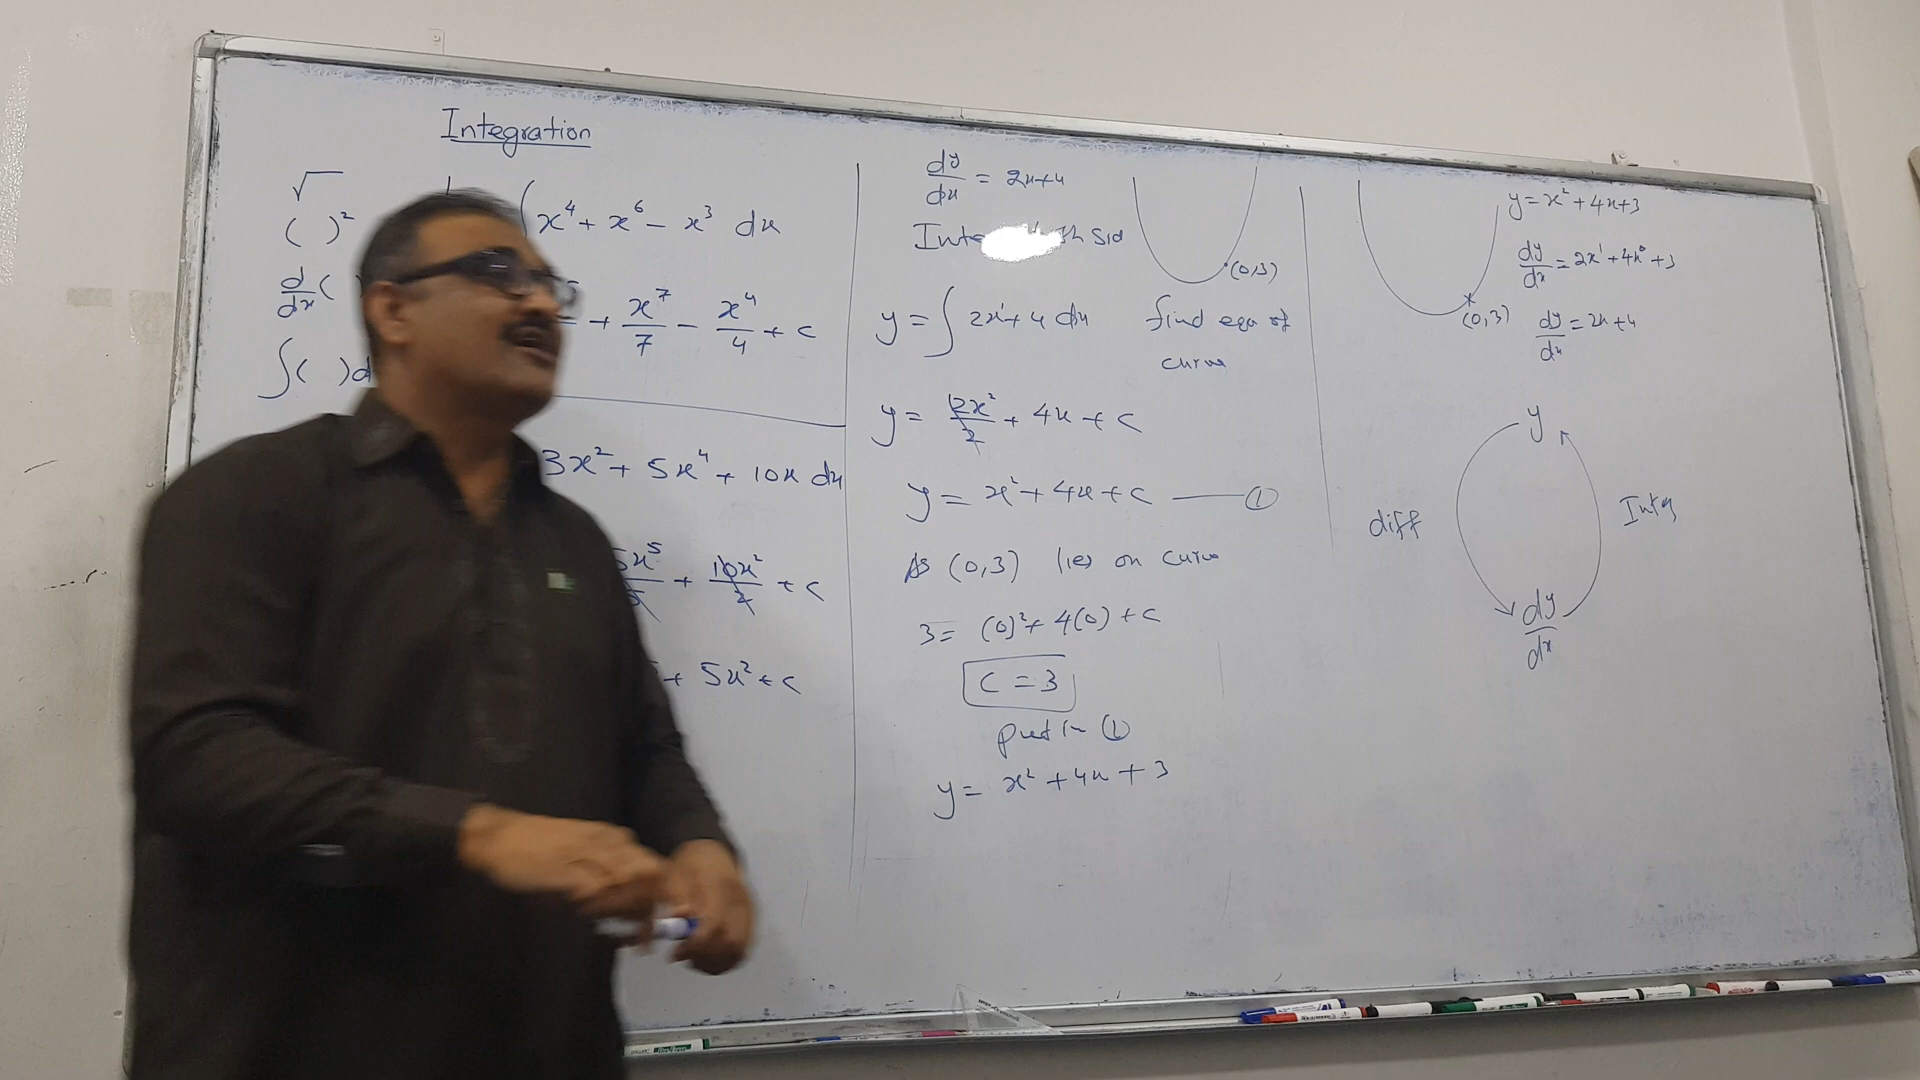 Integration
√
( )²
d/dx (
∫( )d
∫ x⁴ + x⁶ - x³ dx
+ x⁷/7 - x⁴/4 + c
3x² + 5x⁴ + 10x dx
5x⁵/5 + 10x²/2 + c
+ 5x² + c
dy/dx = 2x+4
(0,3)
y = ∫ 2x¹+ 4 dx
find eqn of
curve
y = 2x²/2 + 4x + c
y = x² + 4x + c —— ①
As (0,3) lies on curve
3 = (0)² + 4(0) + c
c = 3
put in ①
y = x² + 4x + 3
y = x² + 4x+3
dy/dx = 2x¹ + 4x⁰ + 3
(0,3)
dy/dx = 2x + 4
y
diff
Integ
dy/dx